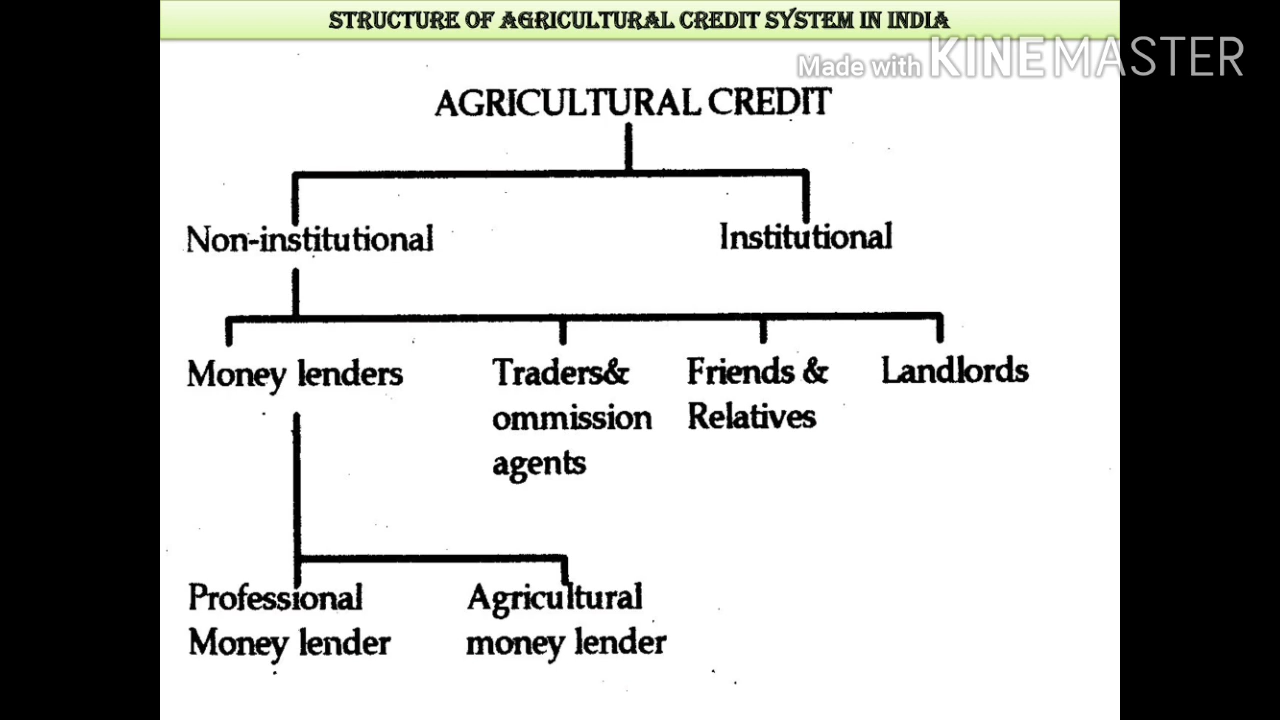 STRUCTURE OF AGRICULTURAL CREDIT SYSTEM IN INDIA
Made with KINEMASTER
AGRICULTURAL CREDIT
Non-institutional
Institutional
Money lenders
Traders&
ommission
agents
Friends &
Relatives
Landlords
Professional
Money lender
Agricultural
money lender